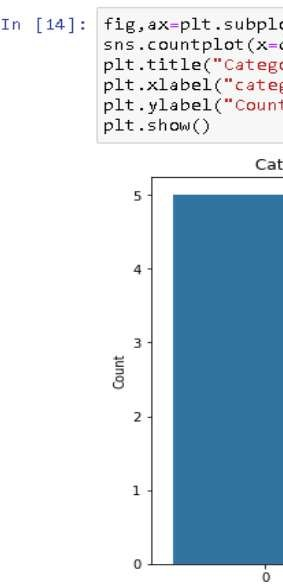 In [14]: fig,ax=plt.subplo
sns.countplot(x=
plt.title("Catego
plt.xlabel("categ
plt.ylabel("Count
plt.show()
Cat
5
4
3
2
1
0
Count
0